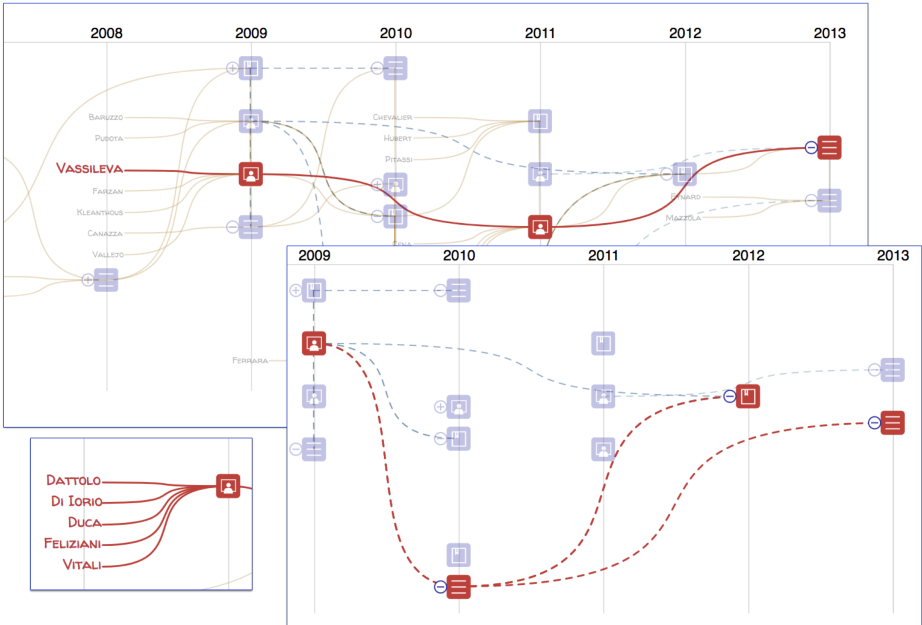 2008 2009 2010 2011 2012 2013
Baruzzo
Pudota
Vassileva
Farzan
Kleanthous
Canazza
Vallejo
Chevalier
Hubert
Pitassi
Mazzola
Ferrara
2009 2010 2011 2012 2013
Dattolo
Di Iorio
Duca
Feliziani
Vitali